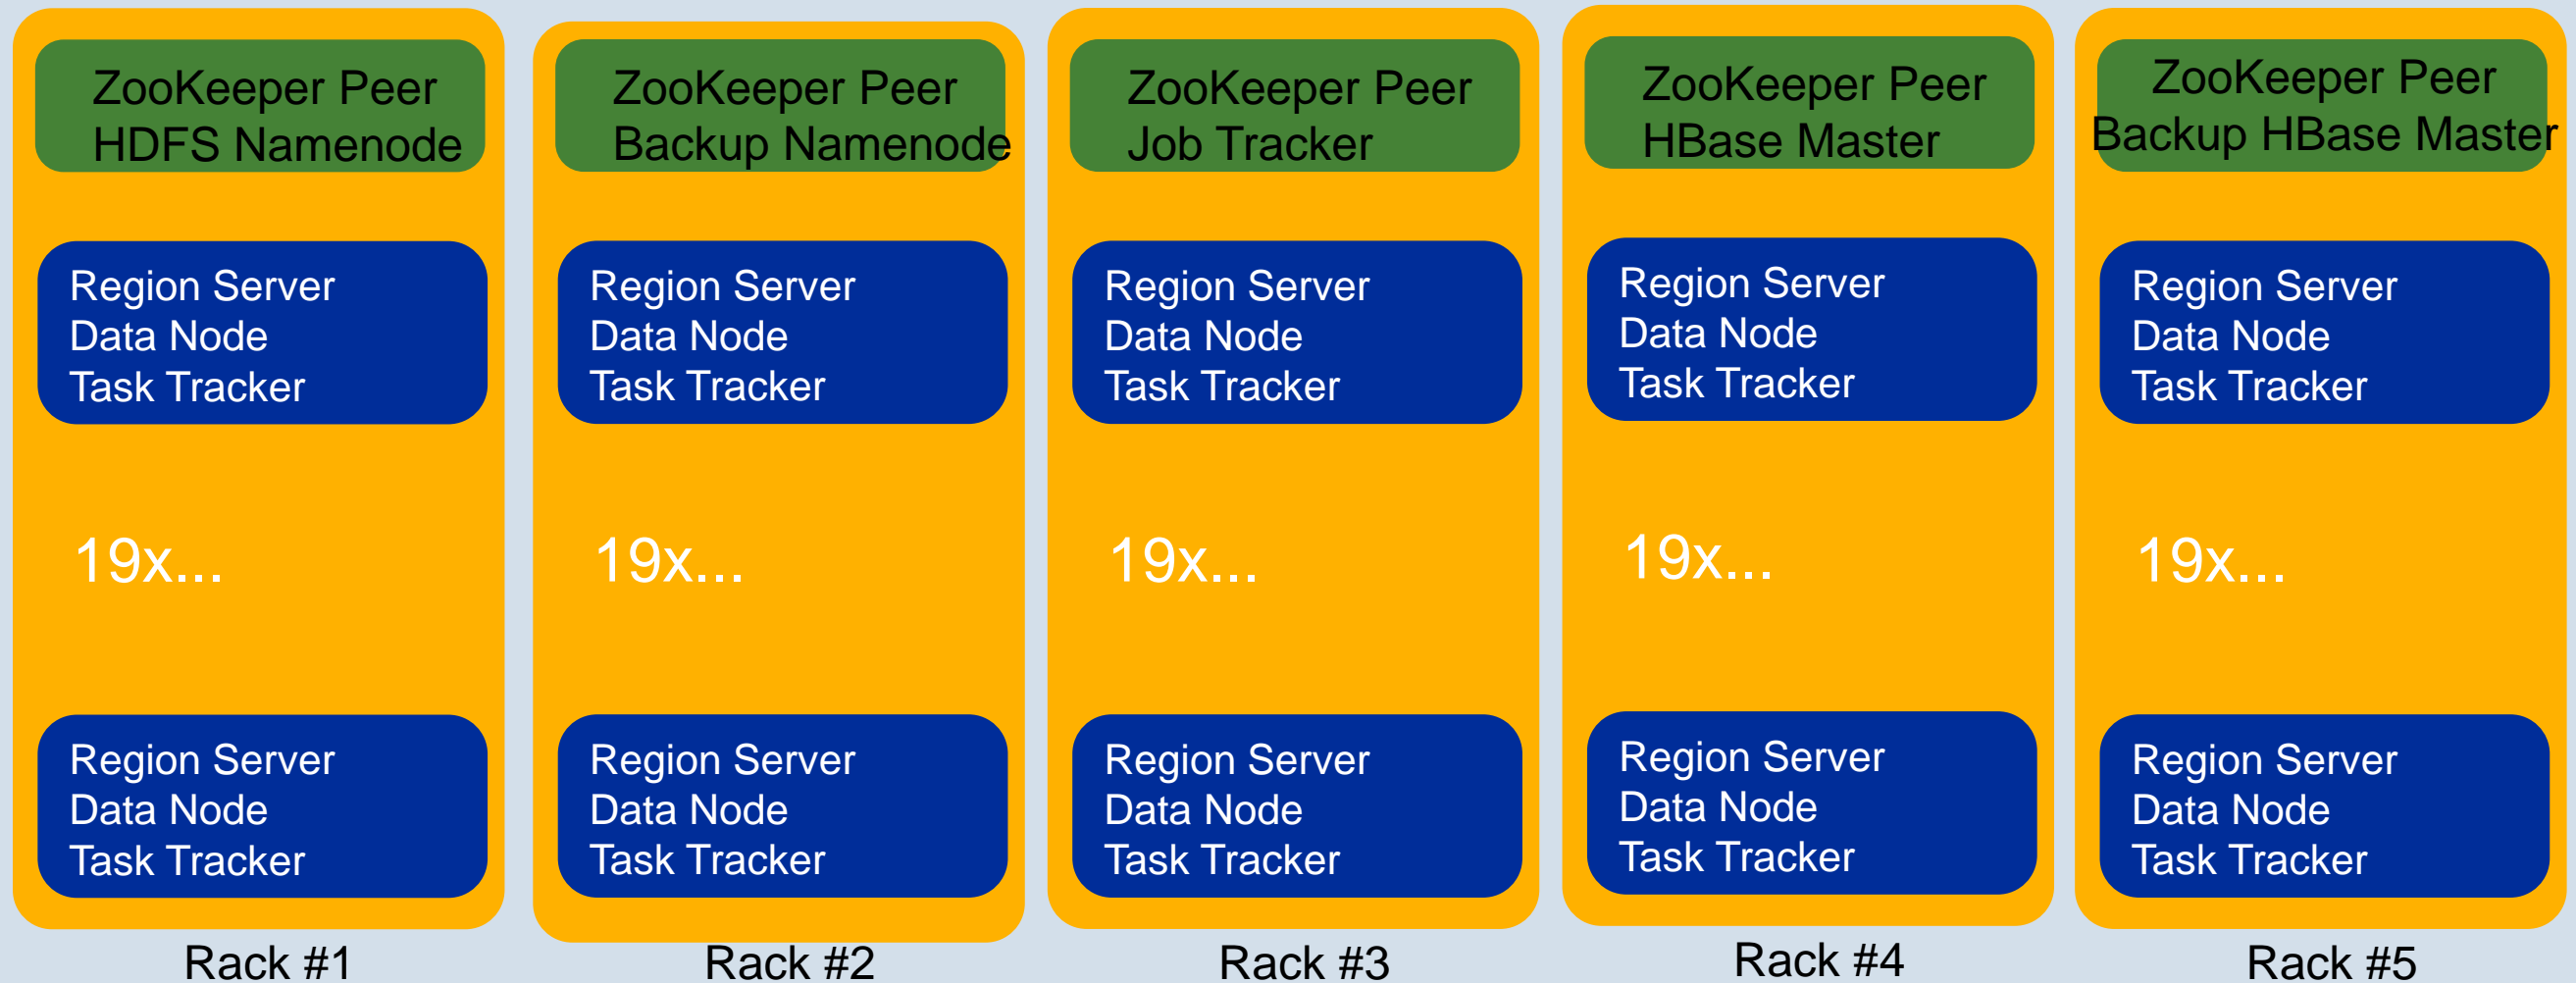 ZooKeeper Peer
HDFS Namenode
Region Server
Data Node
Task Tracker
19x...
Region Server
Data Node
Task Tracker
Rack #1
ZooKeeper Peer
Backup Namenode
Region Server
Data Node
Task Tracker
19x...
Region Server
Data Node
Task Tracker
Rack #2
ZooKeeper Peer
Job Tracker
Region Server
Data Node
Task Tracker
19x...
Region Server
Data Node
Task Tracker
Rack #3
ZooKeeper Peer
HBase Master
Region Server
Data Node
Task Tracker
19x...
Region Server
Data Node
Task Tracker
Rack #4
ZooKeeper Peer
Backup HBase Master
Region Server
Data Node
Task Tracker
19x...
Region Server
Data Node
Task Tracker
Rack #5